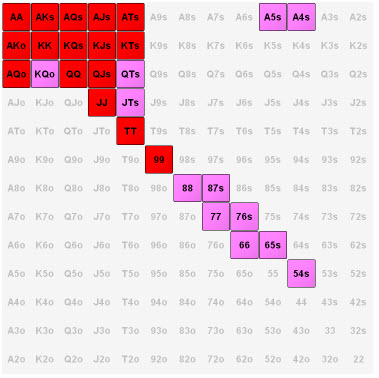 AA AKs AQs AJs ATs A9s A8s A7s A6s A5s A4s A3s A2s
AKo KK KQs KJs KTs K9s K8s K7s K6s K5s K4s K3s K2s
AQo KQo QQ QJs QTs Q9s Q8s Q7s Q6s Q5s Q4s Q3s Q2s
AJo KJo QJo JJ JTs J9s J8s J7s J6s J5s J4s J3s J2s
ATo KTo QTo JTo TT T9s T8s T7s T6s T5s T4s T3s T2s
A9o K9o Q9o J9o T9o 99 98s 97s 96s 95s 94s 93s 92s
A8o K8o Q8o J8o T8o 98o 88 87s 86s 85s 84s 83s 82s
A7o K7o Q7o J7o T7o 97o 87o 77 76s 75s 74s 73s 72s
A6o K6o Q6o J6o T6o 96o 86o 76o 66 65s 64s 63s 62s
A5o K5o Q5o J5o T5o 95o 85o 75o 65o 55 54s 53s 52s
A4o K4o Q4o J4o T4o 94o 84o 74o 64o 54o 44 43s 42s
A3o K3o Q3o J3o T3o 93o 83o 73o 63o 53o 43o 33 32s
A2o K2o Q2o J2o T2o 92o 82o 72o 62o 52o 42o 32o 22